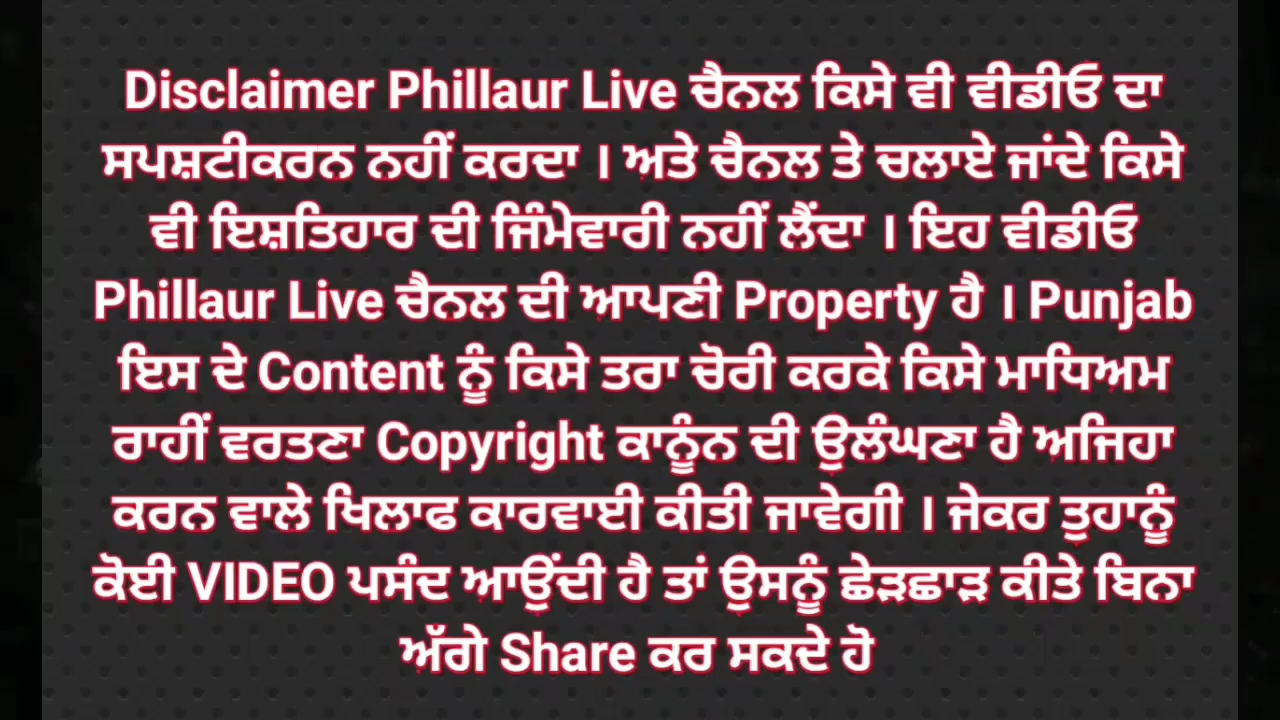 Disclaimer Phillaur Live ਚੈਨਲ ਕਿਸੇ ਵੀ ਵੀਡੀਓ ਦਾ
ਸਪਸ਼ਟੀਕਰਨ ਨਹੀਂ ਕਰਦਾ । ਅਤੇ ਚੈਨਲ ਤੇ ਚਲਾਏ ਜਾਂਦੇ ਕਿਸੇ
ਵੀ ਇਸ਼ਤਿਹਾਰ ਦੀ ਜਿੰਮੇਵਾਰੀ ਨਹੀਂ ਲੈਂਦਾ । ਇਹ ਵੀਡੀਓ
Phillaur Live ਚੈਨਲ ਦੀ ਆਪਣੀ Property ਹੈ । Punjab
ਇਸ ਦੇ Content ਨੂੰ ਕਿਸੇ ਤਰਾ ਚੋਰੀ ਕਰਕੇ ਕਿਸੇ ਮਾਧਿਅਮ
ਰਾਹੀਂ ਵਰਤਣਾ Copyright ਕਾਨੂੰਨ ਦੀ ਉਲੰਘਣਾ ਹੈ ਅਜਿਹਾ
ਕਰਨ ਵਾਲੇ ਖਿਲਾਫ ਕਾਰਵਾਈ ਕੀਤੀ ਜਾਵੇਗੀ । ਜੇਕਰ ਤੁਹਾਨੂੰ
ਕੋਈ VIDEO ਪਸੰਦ ਆਉਂਦੀ ਹੈ ਤਾਂ ਉਸਨੂੰ ਛੇੜਛਾੜ ਕੀਤੇ ਬਿਨਾ
ਅੱਗੇ Share ਕਰ ਸਕਦੇ ਹੋ